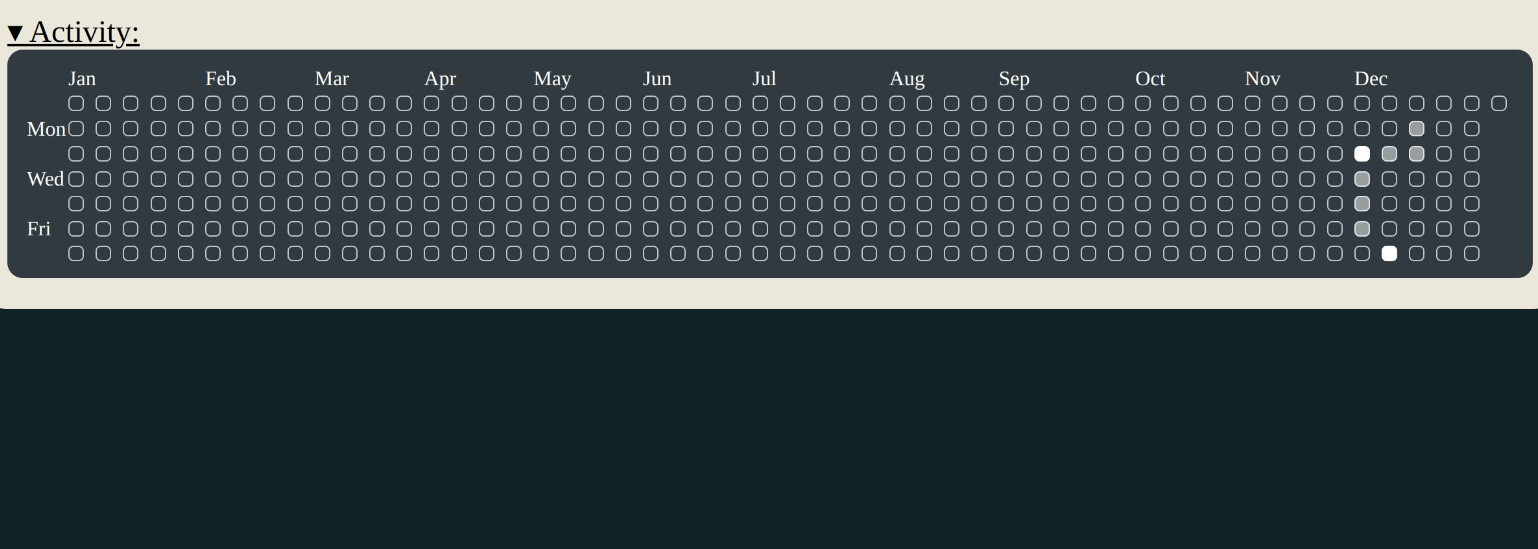 ▾ Activity:
Jan Feb Mar Apr May Jun Jul Aug Sep Oct Nov Dec
Mon
Wed
Fri